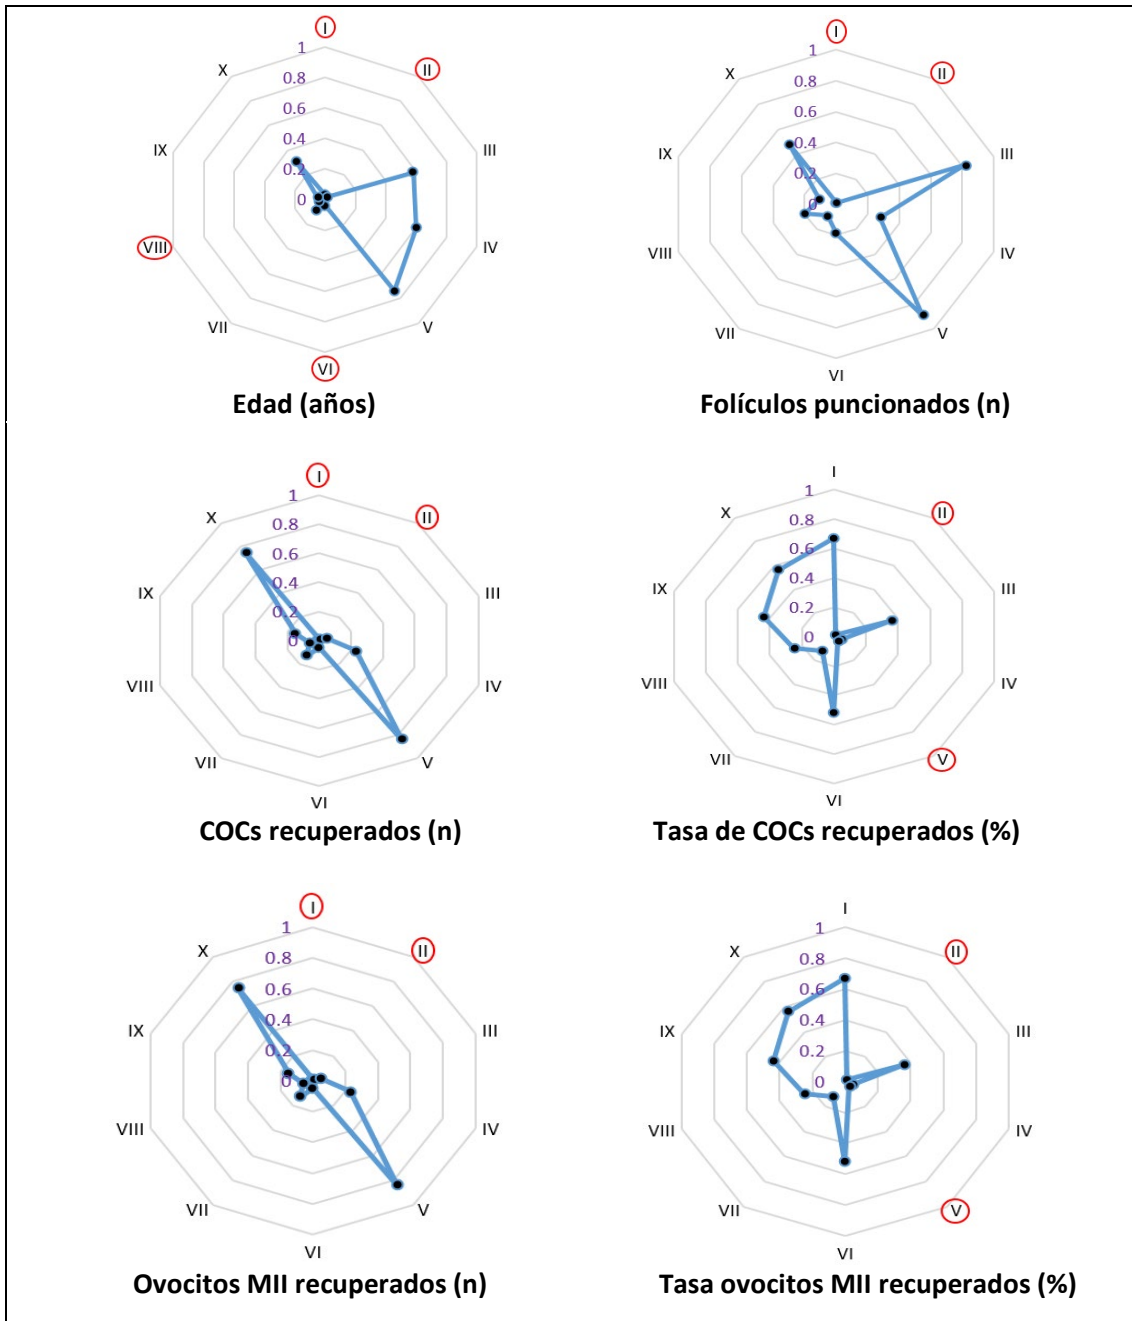 I
1
X
II
0.8
0.6
IX
III
0.4
0.2
0
VIII
IV
VII
V
VI
Edad (años)
I
1
X
II
0.8
0.6
IX
III
0.4
0.2
0
VIII
IV
VII
V
VI
Folículos puncionados (n)
I
1
X
II
0.8
0.6
IX
III
0.4
0.2
0
VIII
IV
VII
V
VI
COCs recuperados (n)
I
1
X
II
0.8
0.6
IX
III
0.4
0.2
0
VIII
IV
VII
V
VI
Tasa de COCs recuperados (%)
I
1
X
II
0.8
0.6
IX
III
0.4
0.2
0
VIII
IV
VII
V
VI
Ovocitos MII recuperados (n)
I
1
X
II
0.8
0.6
IX
III
0.4
0.2
0
VIII
IV
VII
V
VI
Tasa ovocitos MII recuperados (%)